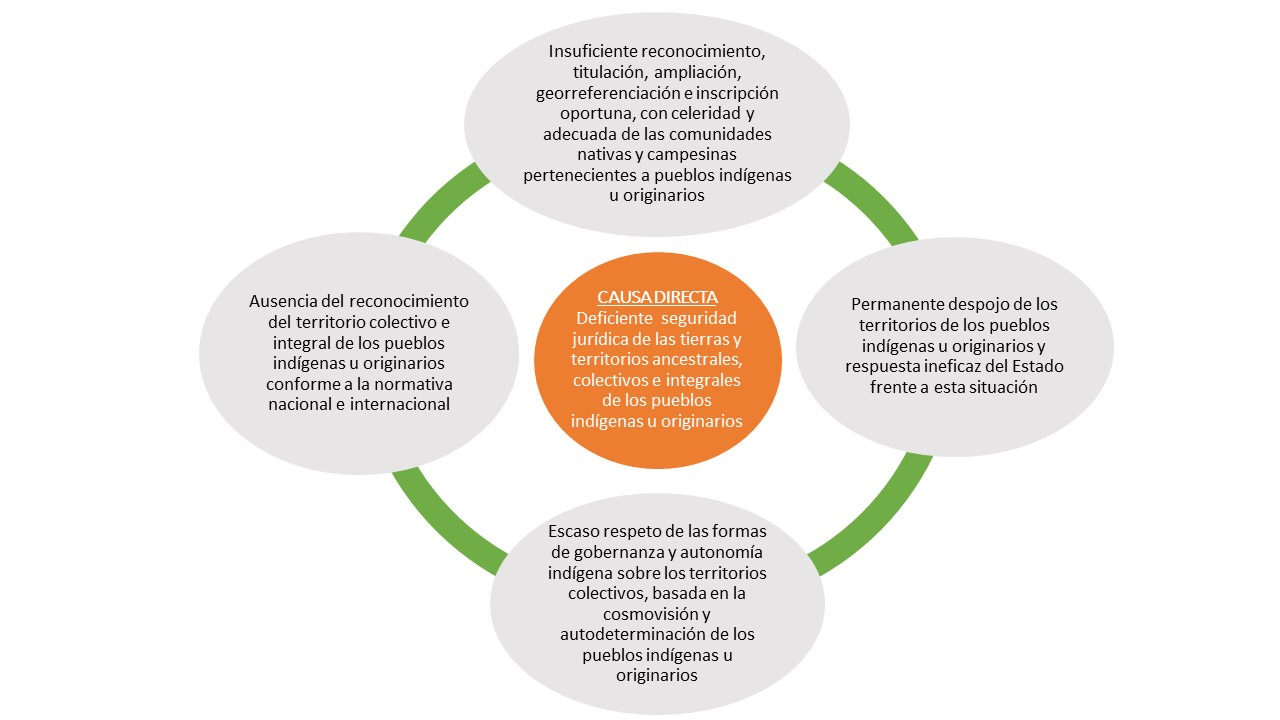 Insuficiente reconocimiento,
titulación, ampliación,
georreferenciación e inscripción
oportuna, con celeridad y
adecuada de las comunidades
nativas y campesinas
pertenecientes a pueblos indígenas
u originarios
Ausencia del reconocimiento
del territorio colectivo e
integral de los pueblos
indígenas u originarios
conforme a la normativa
nacional e internacional
CAUSA DIRECTA
Deficiente seguridad
jurídica de las tierras y
territorios ancestrales,
colectivos e integrales
de los pueblos
indígenas u originarios
Permanente despojo de los
territorios de los pueblos
indígenas u originarios y
respuesta ineficaz del Estado
frente a esta situación
Escaso respeto de las formas
de gobernanza y autonomía
indígena sobre los territorios
colectivos, basada en la
cosmovisión y
autodeterminación de los
pueblos indígenas u
originarios